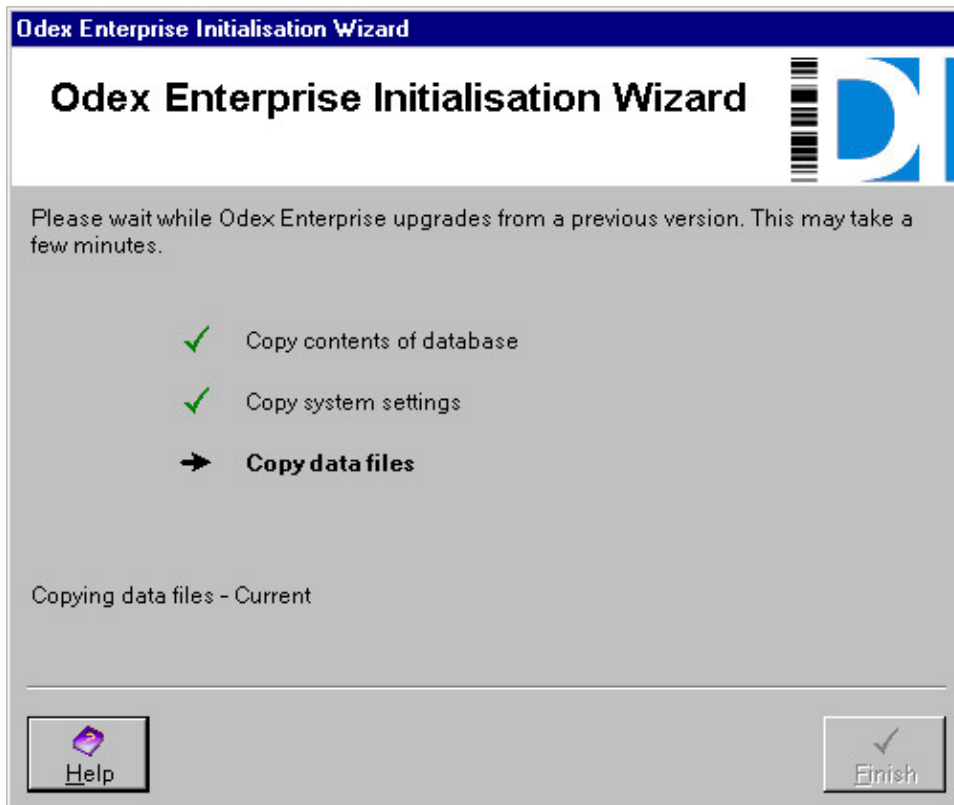 Odex Enterprise Initialisation Wizard
Odex Enterprise Initialisation Wizard
Please wait while Odex Enterprise upgrades from a previous version. This may take a
few minutes.
Copy contents of database
Copy system settings
Copy data files
Copying data files - Current
Help
Finish